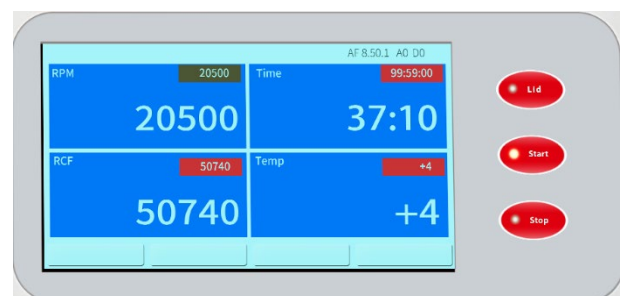 AF 8.50.1 A0 D0
RPM 20500
20500
Time 99:59:00
37:10
RCF 50740
50740
Temp +4
+4
Lid
Start
Stop